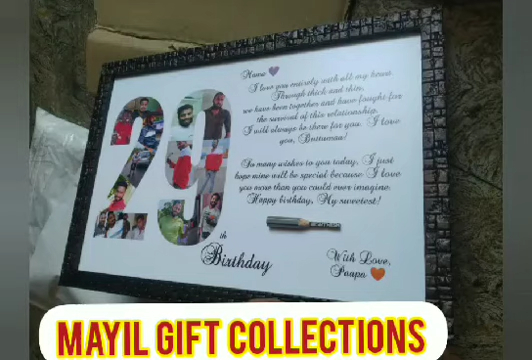 Mama 💜
I love you entirely with all my heart
Through thick and thin,
we have been together and have fought for
the survival of this relationship.
I will always be there for you. I love
you,
So many wishes to you today, I just
hope mine will be special because I love
you more than you could ever imagine.
Happy birthday, My sweetest!
29
th
Birthday
With Love,
Paapa 🧡
MAYIL GIFT COLLECTIONS